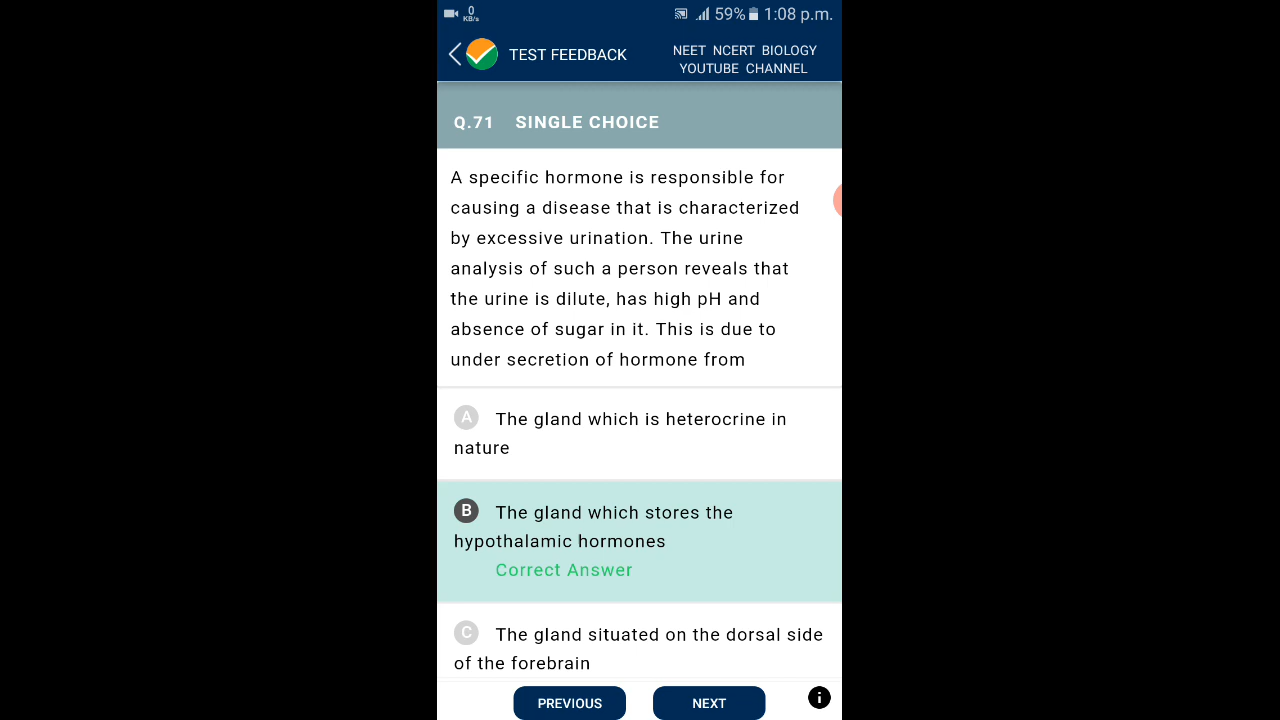 0
KB/s
59% 1:08 p.m.
TEST FEEDBACK
NEET NCERT BIOLOGY
YOUTUBE CHANNEL
Q.71 SINGLE CHOICE
A specific hormone is responsible for
causing a disease that is characterized
by excessive urination. The urine
analysis of such a person reveals that
the urine is dilute, has high pH and
absence of sugar in it. This is due to
under secretion of hormone from
A The gland which is heterocrine in
nature
B The gland which stores the
hypothalamic hormones
Correct Answer
C The gland situated on the dorsal side
of the forebrain
PREVIOUS
NEXT
i